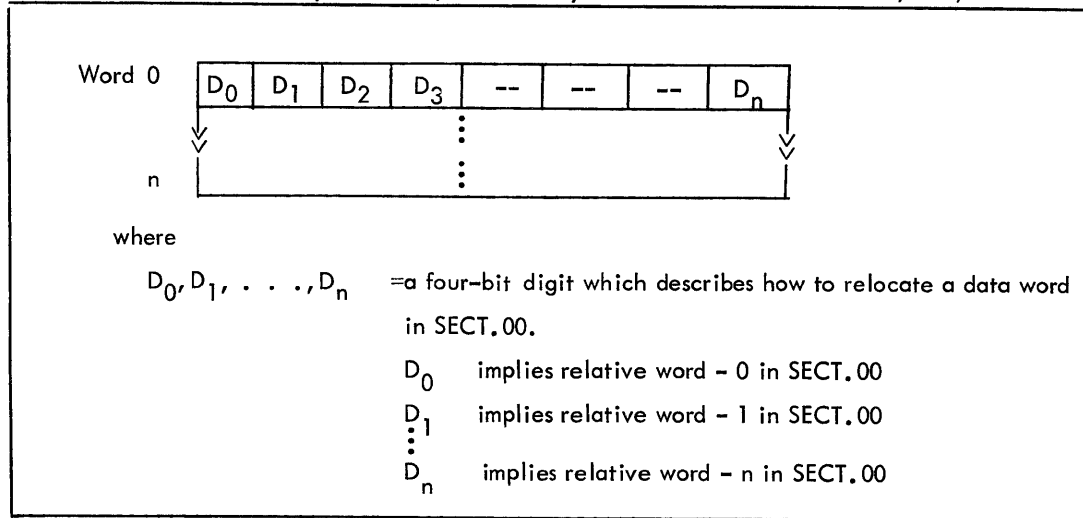 Word 0 D0 D1 D2 D3 -- -- -- Dn
n
where
D0, D1, . . ., Dn =a four-bit digit which describes how to relocate a data word
in SECT.00.
D0 implies relative word - 0 in SECT.00
D1 implies relative word - 1 in SECT.00
Dn implies relative word - n in SECT.00